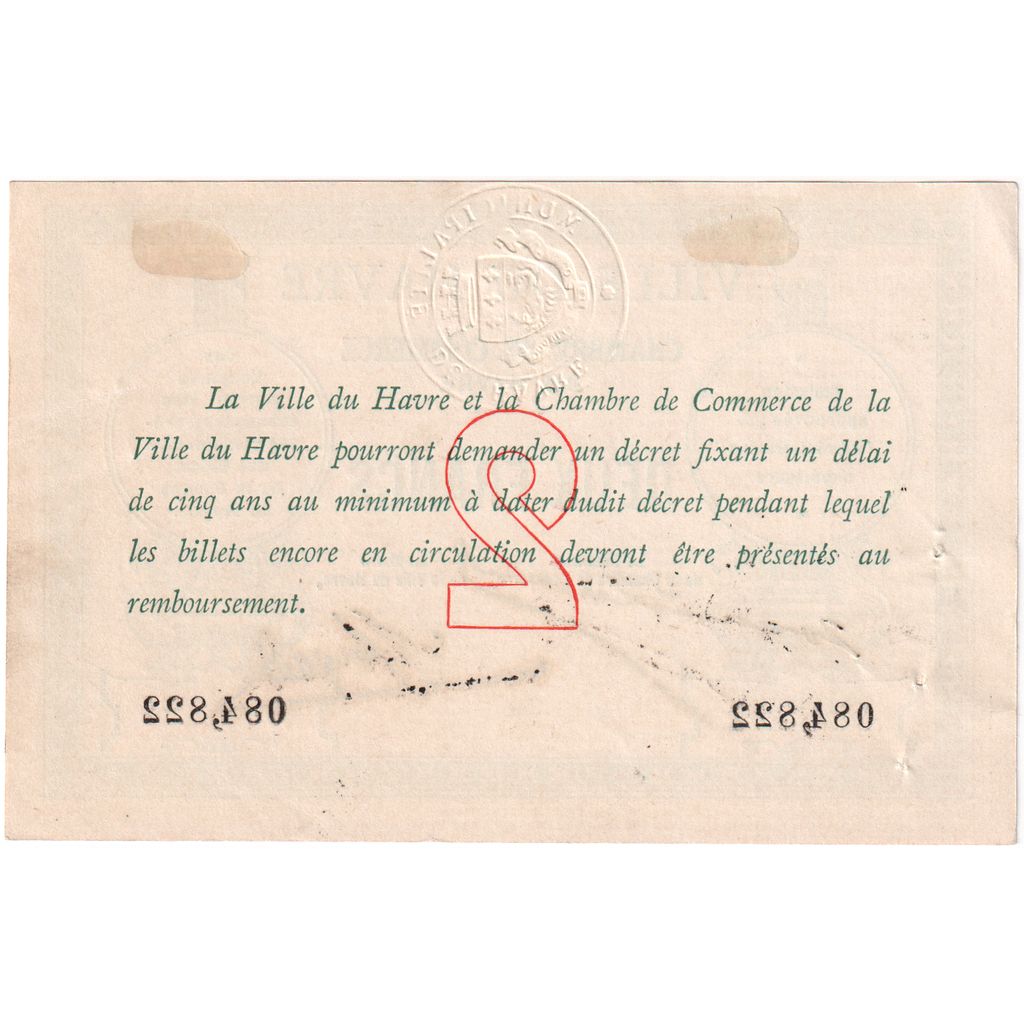 La Ville du Havre et la Chambre de Commerce de la
Ville du Havre pourront demander un décret fixant un délai
de cinq ans au minimum à dater dudit décret pendant lequel
les billets encore en circulation devront être présentés au
remboursement.
2
084,822 084,822